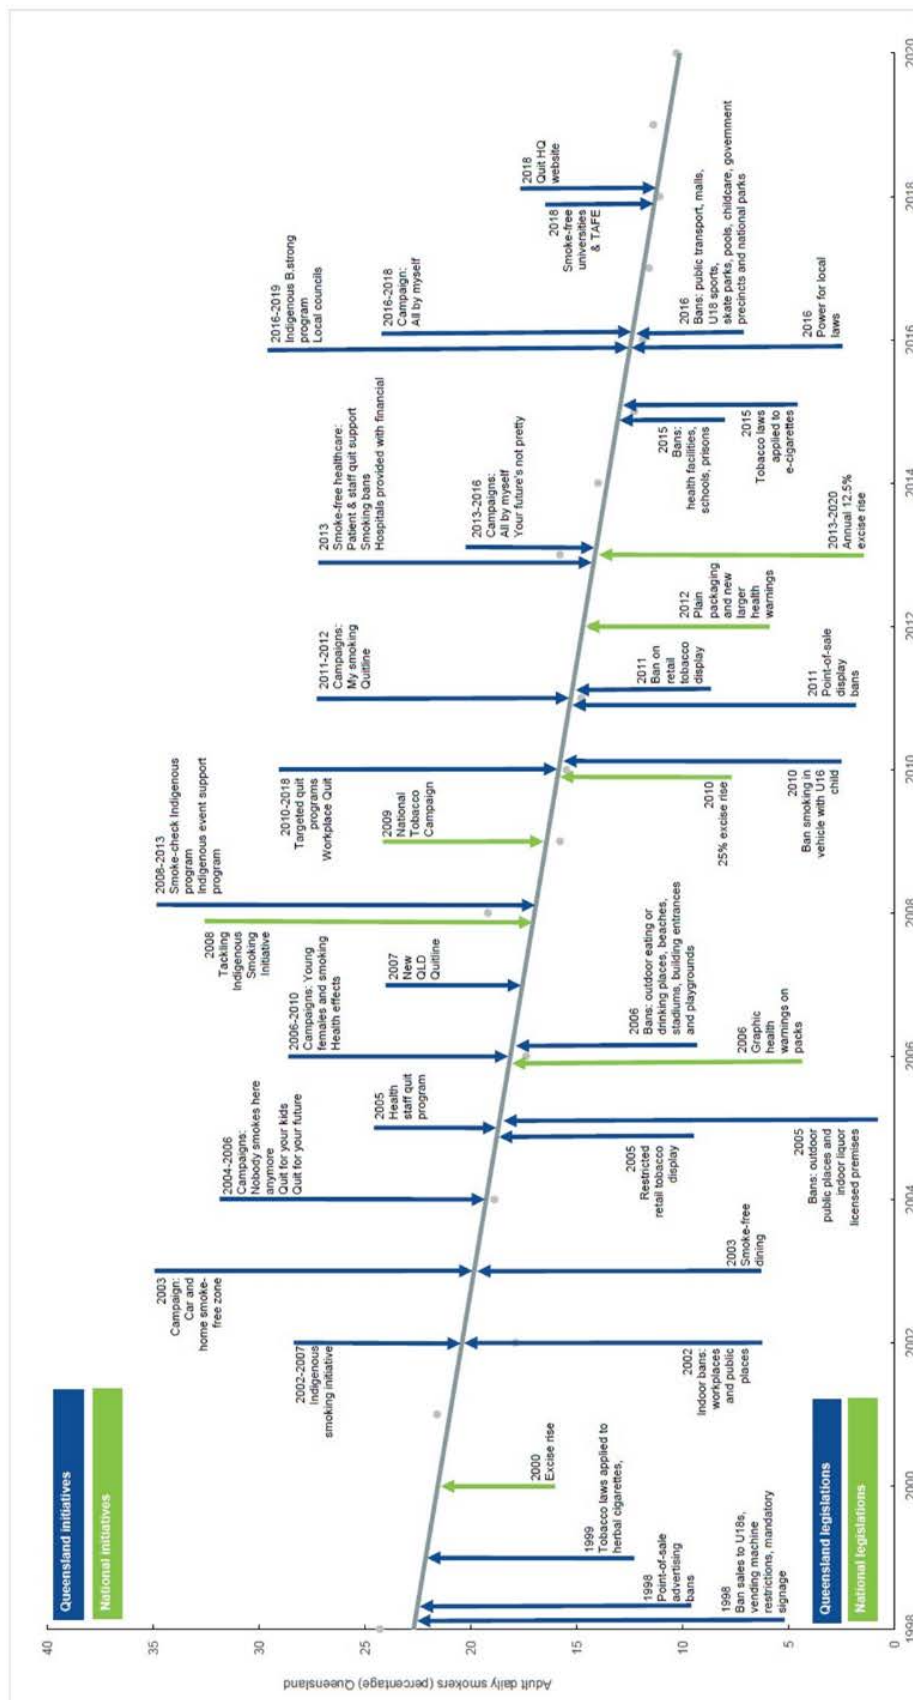 Queensland initiatives
National initiatives
2002-2007
Indigenous
smoking initiative
2003
Campaign:
Car and
home smoke-
free zone
2004-2006
Campaigns:
Nobody smokes here
anymore
Quit for your kids
Quit for your future
2005
Health
staff quit
program
2006-2010
Campaigns: Young
females and smoking
Health effects
2007
New
QLD
Quitline
2008
Tackling
Indigenous
Smoking
Initiative
2008-2013
Smoke-check Indigenous
program
Indigenous event support
program
2009
National
Tobacco
Campaign
2010-2018
Targeted quit
programs
Workplace Quit
2011-2012
Campaigns:
My smoking
Quitline
2013
Smoke-free healthcare:
Patient & staff quit support
Smoking bans
Hospitals provided with financial
2013-2016
Campaigns:
All by myself
Your future's not pretty
2016-2019
Indigenous B.strong
program
Local councils
2016-2018
Campaign:
All by myself
2018
Smoke-free
universities
& TAFE
2018
Quit HQ
website
1998
Ban sales to U18s,
vending machine
restrictions, mandatory
signage
1998
Point-of-sale
advertising
bans
1999
Tobacco laws applied to
herbal cigarettes,
2000
Excise rise
2002
Indoor bans:
workplaces
and public
places
2003
Smoke-free
dining
2005
Restricted
retail tobacco
display
2005
Bans: outdoor
public places and
indoor liquor
licensed premises
2006
Graphic
health
warnings on
packs
2006
Bans: outdoor eating or
drinking places, beaches,
stadiums, building entrances
and playgrounds
2010
25% excise rise
2010
Ban smoking in
vehicle with U16
child
2011
Point-of-sale
display
bans
2011
Ban on
retail
tobacco
display
2012
Plain
packaging
and new
larger
health
warnings
2013-2020
Annual 12.5%
excise rise
2015
Bans:
health facilities,
schools, prisons
2015
Tobacco laws
applied to
e-cigarettes
2016
Power for local
laws
2016
Bans: public transport, malls,
U18 sports,
skate parks, pools, childcare, government
precincts and national parks
Queensland legislations
National legislations
Adult daily smokers (percentage) Queensland
40
35
30
25
20
15
10
5
0
1998
2000
2002
2004
2006
2008
2010
2012
2014
2016
2018
2020